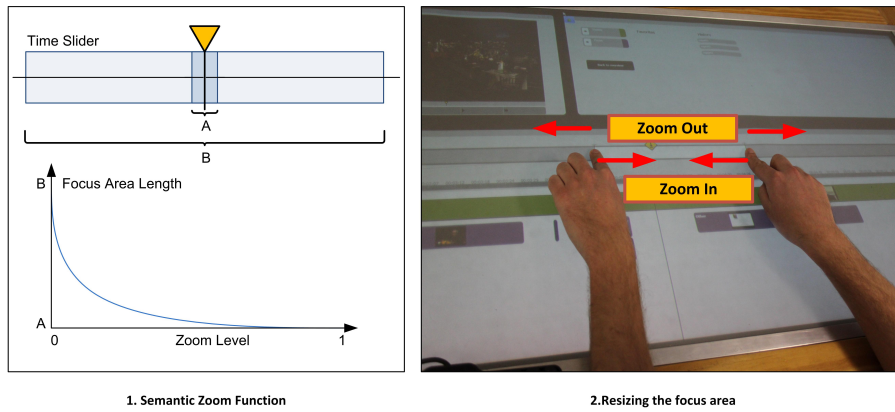 Time Slider
A
B
B
Focus Area Length
A
0
Zoom Level
1
Zoom Out
Zoom In
1. Semantic Zoom Function
2.Resizing the focus area